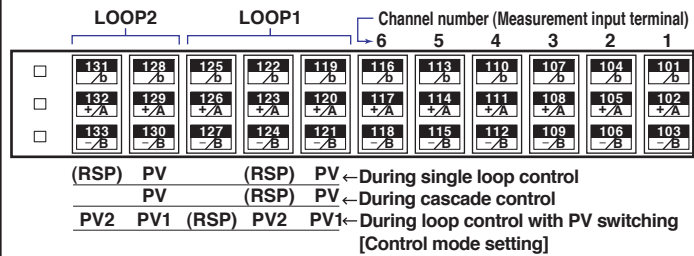 LOOP2 LOOP1 Channel number (Measurement input terminal)
6 5 4 3 2 1
131 128 125 122 119 116 113 110 107 104 101
/b /b /b /b /b /b /b /b /b /b /b
132 129 126 123 120 117 114 111 108 105 102
+/A +/A +/A +/A +/A +/A +/A +/A +/A +/A +/A
133 130 127 124 121 118 115 112 109 106 103
−/B −/B −/B −/B −/B −/B −/B −/B −/B −/B −/B
(RSP) PV (RSP) PV ←During single loop control
PV (RSP) PV ←During cascade control
PV2 PV1 (RSP) PV2 PV1←During loop control with PV switching
[Control mode setting]